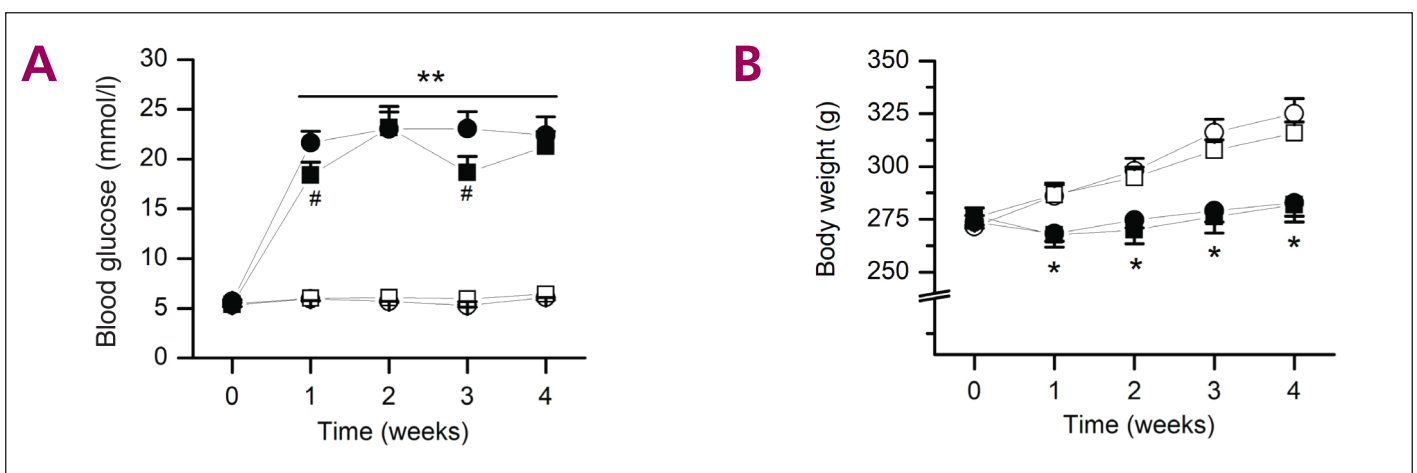 A
Blood glucose (mmol/l)
30
25
20
15
10
5
0
**
#
#
0 1 2 3 4
Time (weeks)
B
Body weight (g)
350
325
300
275
250
* * * *
0 1 2 3 4
Time (weeks)